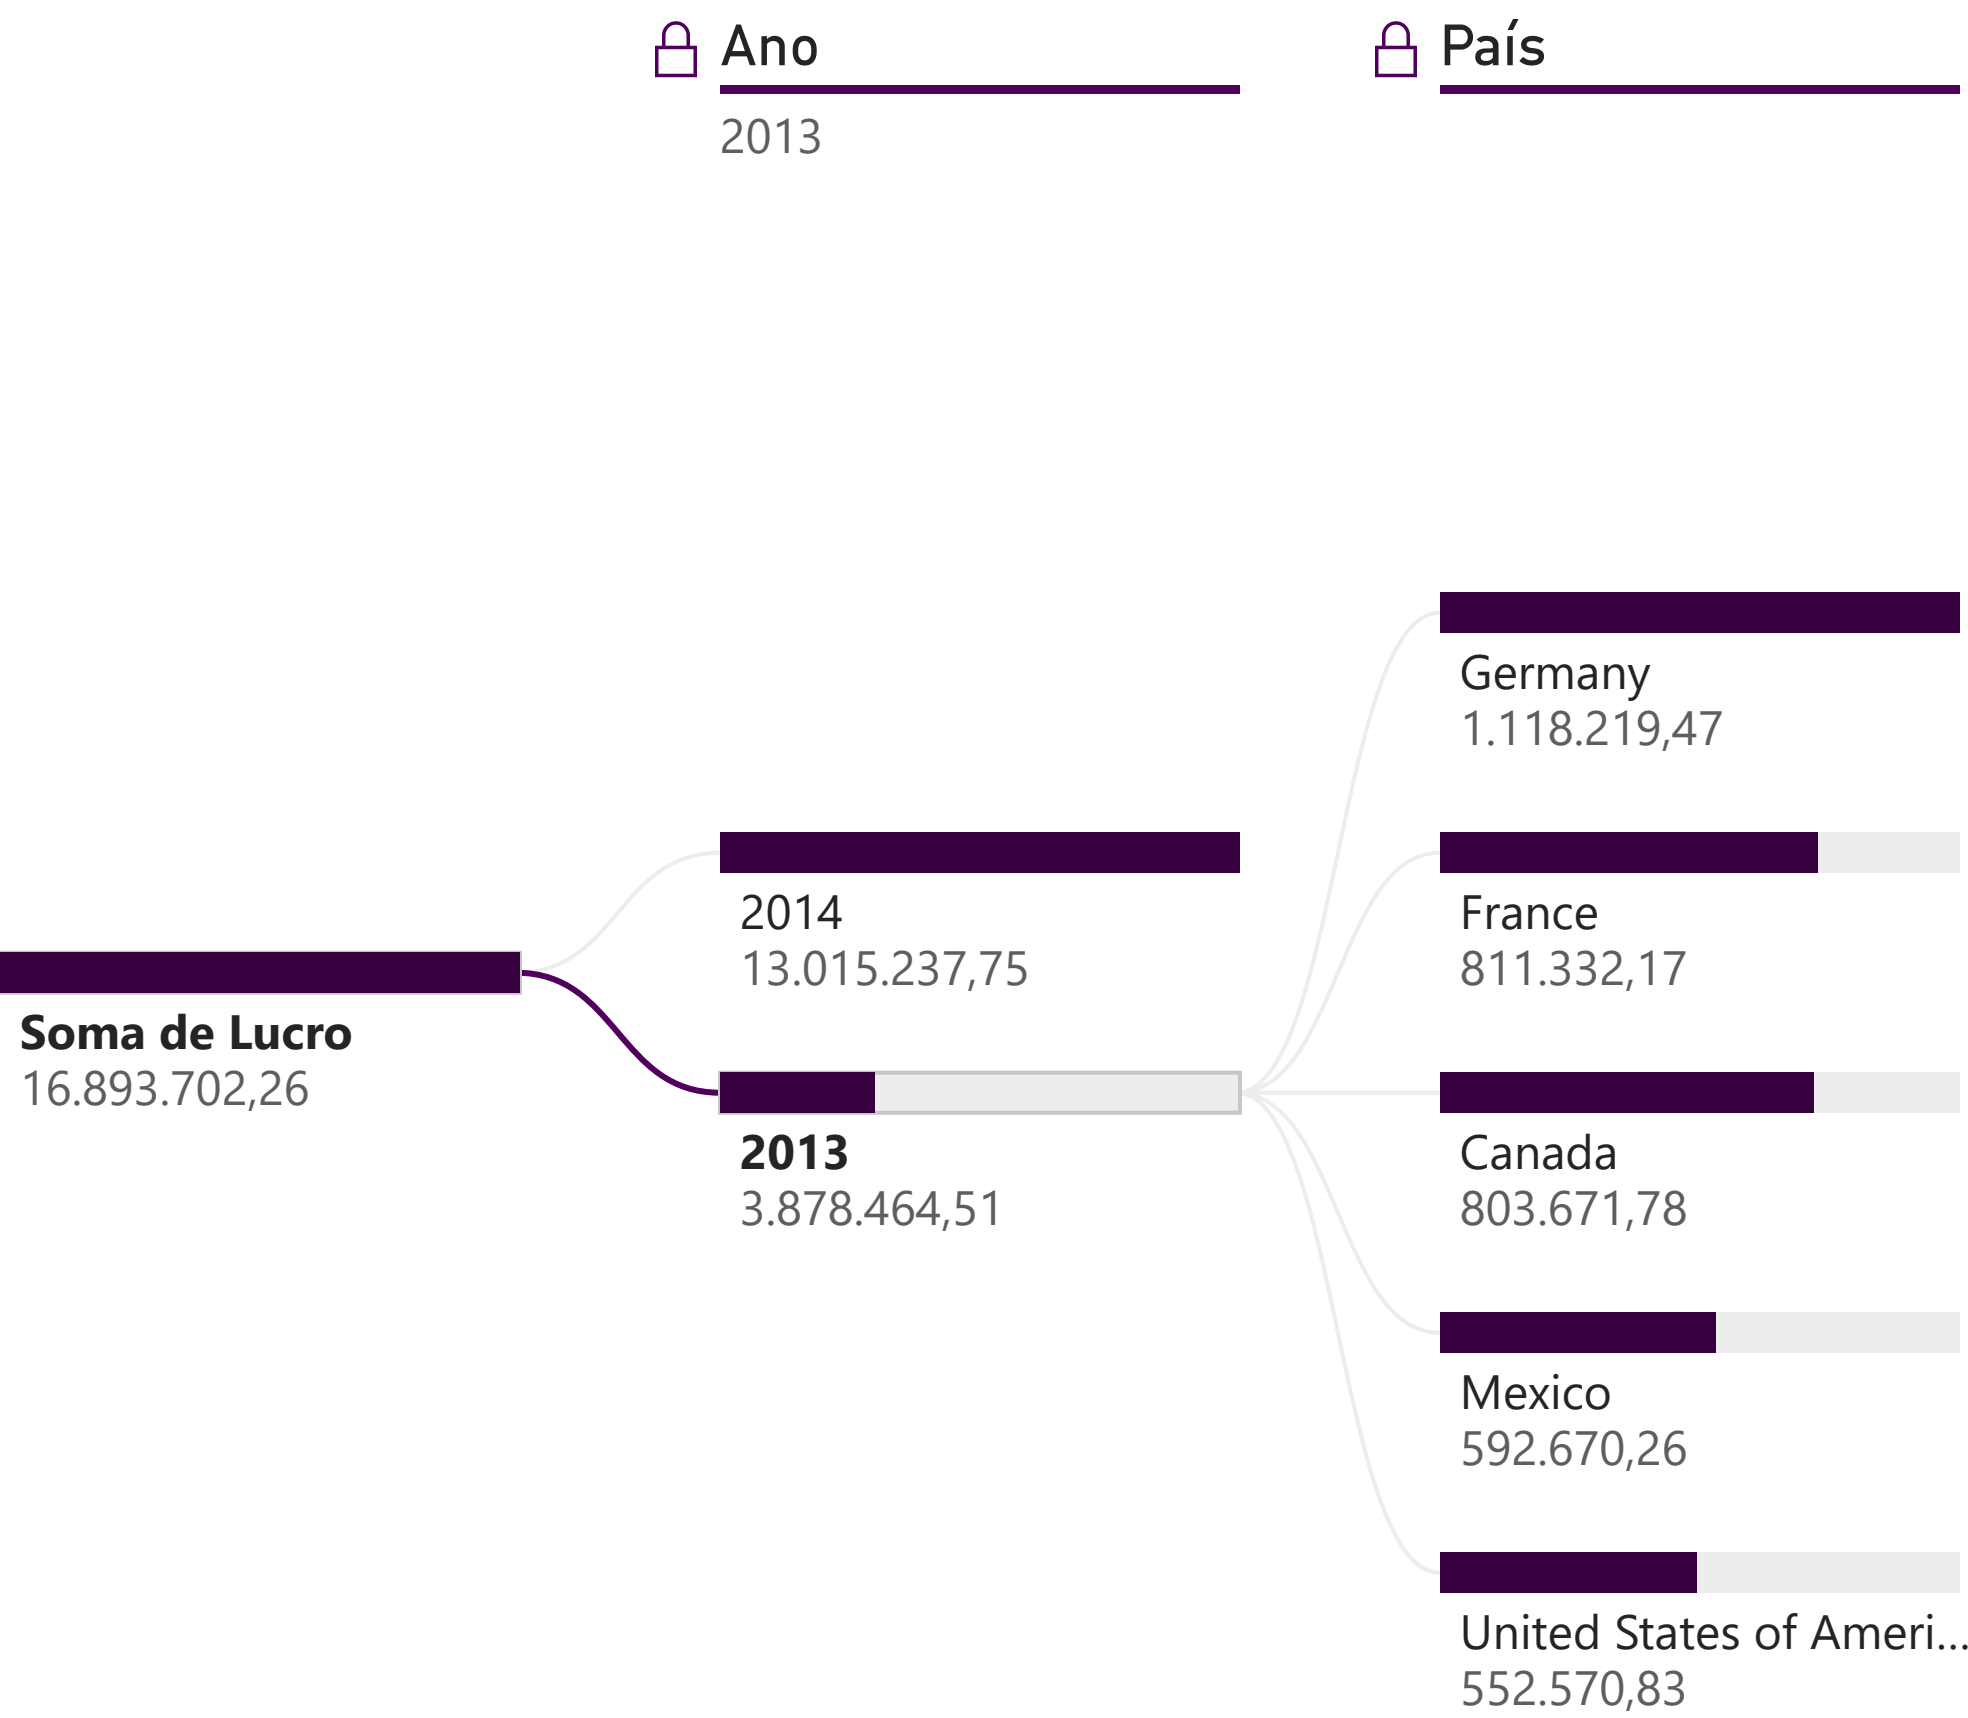 Ano
País
2013
Germany
1.118.219,47
2014
13.015.237,75
France
811.332,17
Soma de Lucro
16.893.702,26
2013
3.878.464,51
Canada
803.671,78
Mexico
592.670,26
United States of Ameri...
552.570,83